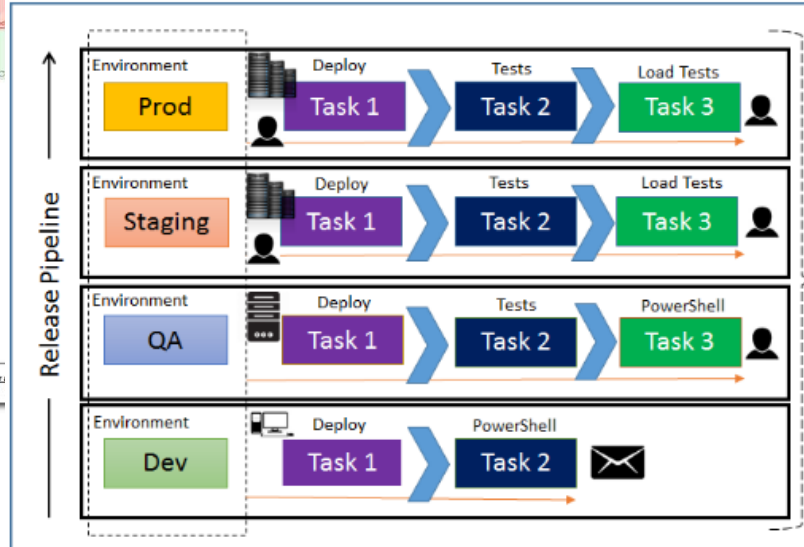 Release Pipeline
Environment
Deploy
Tests
Load Tests
Prod
Task 1
Task 2
Task 3
Environment
Deploy
Tests
Load Tests
Staging
Task 1
Task 2
Task 3
Environment
Deploy
Tests
PowerShell
QA
Task 1
Task 2
Task 3
Environment
Deploy
PowerShell
Dev
Task 1
Task 2